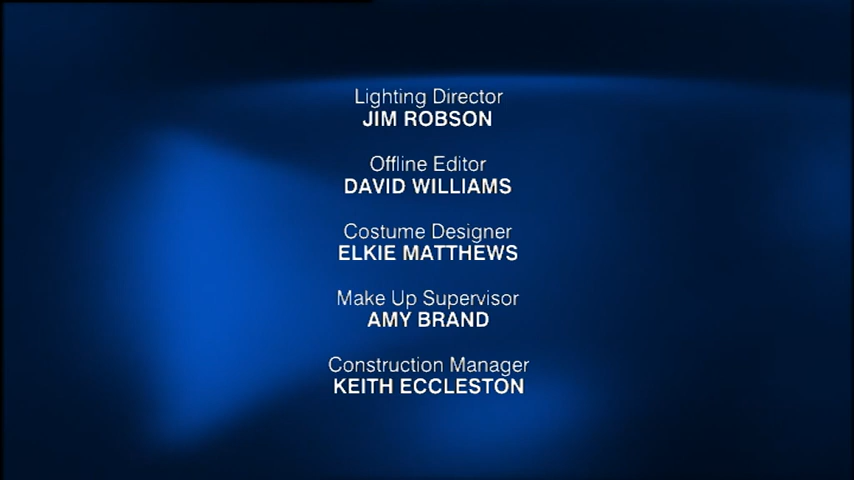 Lighting Director
JIM ROBSON
Offline Editor
DAVID WILLIAMS
Costume Designer
ELKIE MATTHEWS
Make Up Supervisor
AMY BRAND
Construction Manager
KEITH ECCLESTON